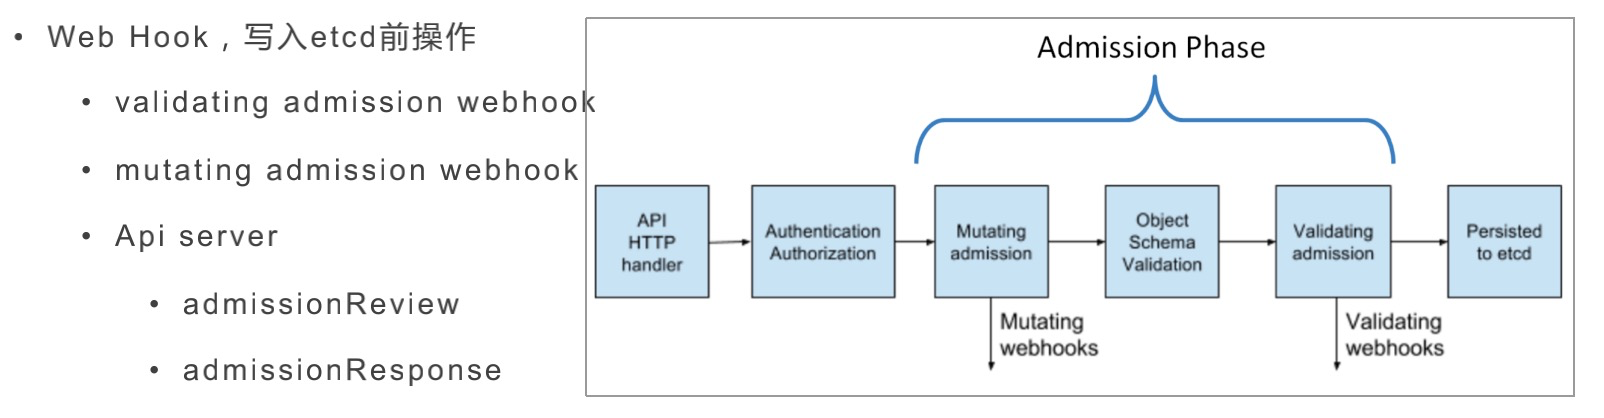 • Web Hook，写入etcd前操作
• validating admission webhook
• mutating admission webhook
• Api server
• admissionReview
• admissionResponse
Admission Phase
API
HTTP
handler
Authentication
Authorization
Mutating
admission
Object
Schema
Validation
Validating
admission
Persisted
to etcd
Mutating
webhooks
Validating
webhooks